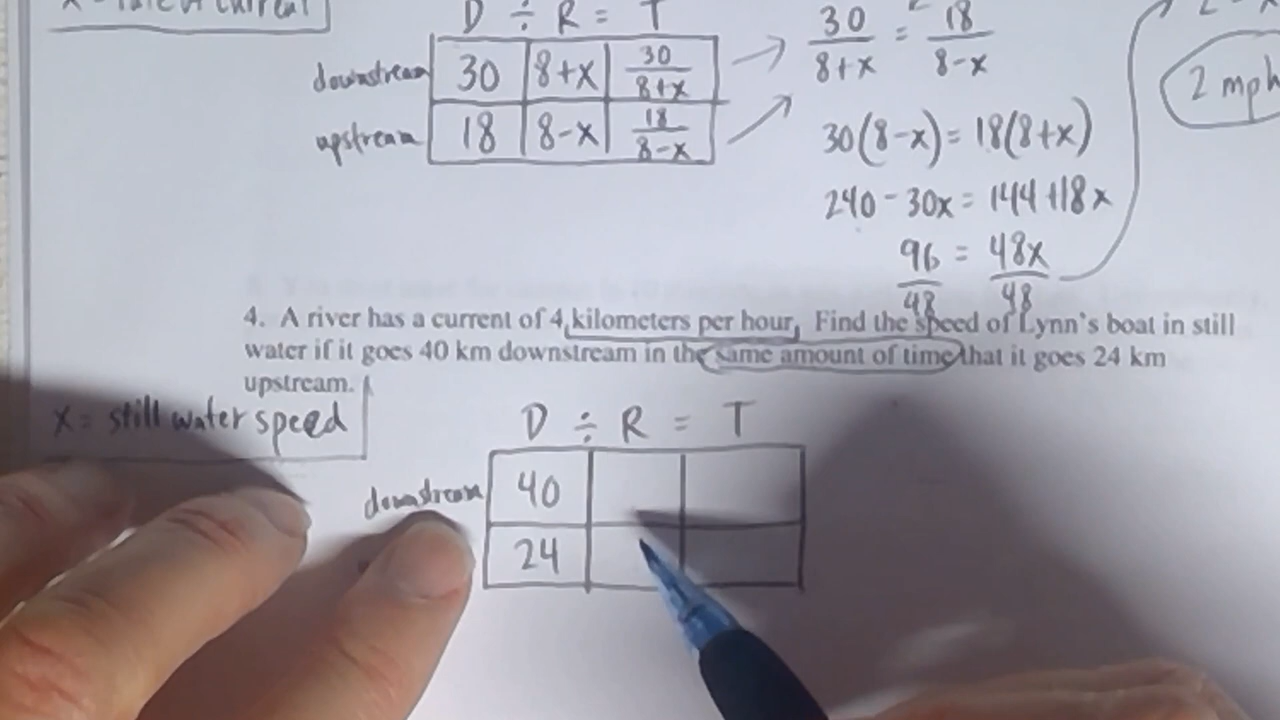 x = rate of current
D ÷ R = T
downstream 30 8+x 30/8+x
upstream 18 8-x 18/8-x
30/8+x = 18/8-x
30(8-x) = 18(8+x)
240 - 30x = 144 + 18x
96/48 = 48x/48
2 mph
4. A river has a current of 4 kilometers per hour. Find the speed of Lynn's boat in still
water if it goes 40 km downstream in the same amount of time that it goes 24 km
upstream.
x = still water speed
D ÷ R = T
downstream 40
24